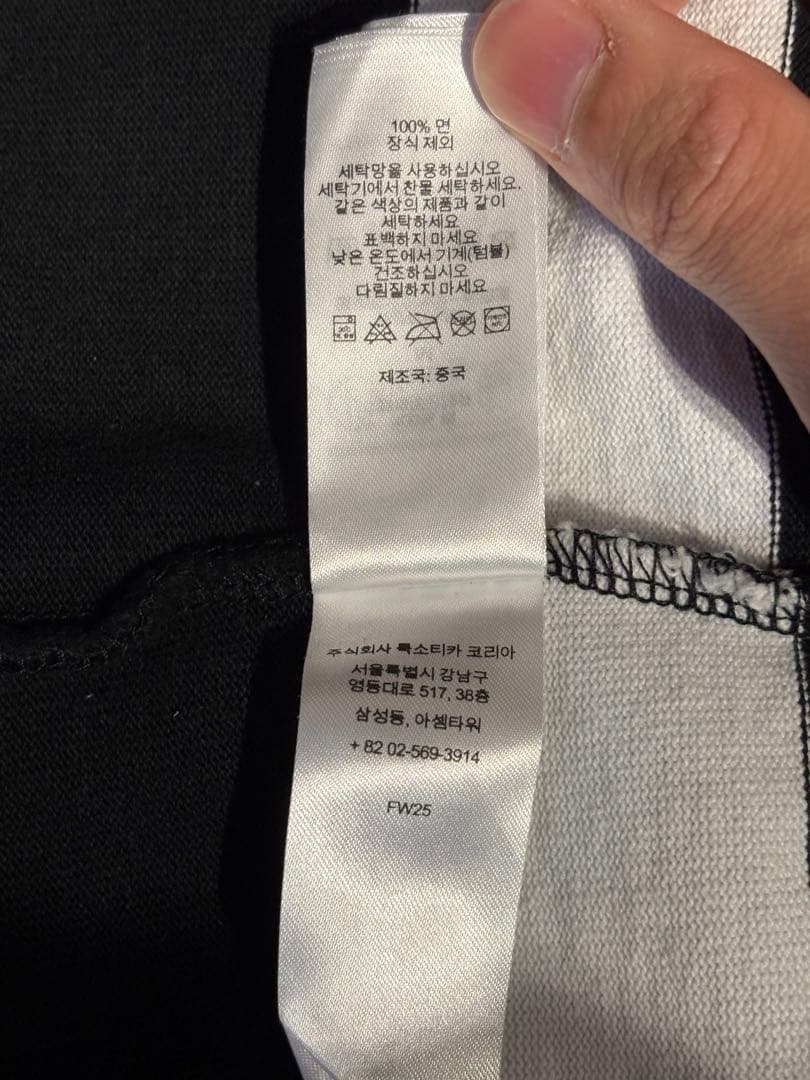 100% 면
장식 제외
세탁망을 사용하십시오
세탁기에서 찬물 세탁하세요.
같은 색상의 제품과 같이
세탁하세요
표백하지 마세요
낮은 온도에서 기계(텀블)
건조하십시오
다림질하지 마세요
제조국: 중국
주식회사 룩소티카 코리아
서울특별시 강남구
영동대로 517, 38층
삼성동, 아셈타워
+ 82 02-569-3914
FW25